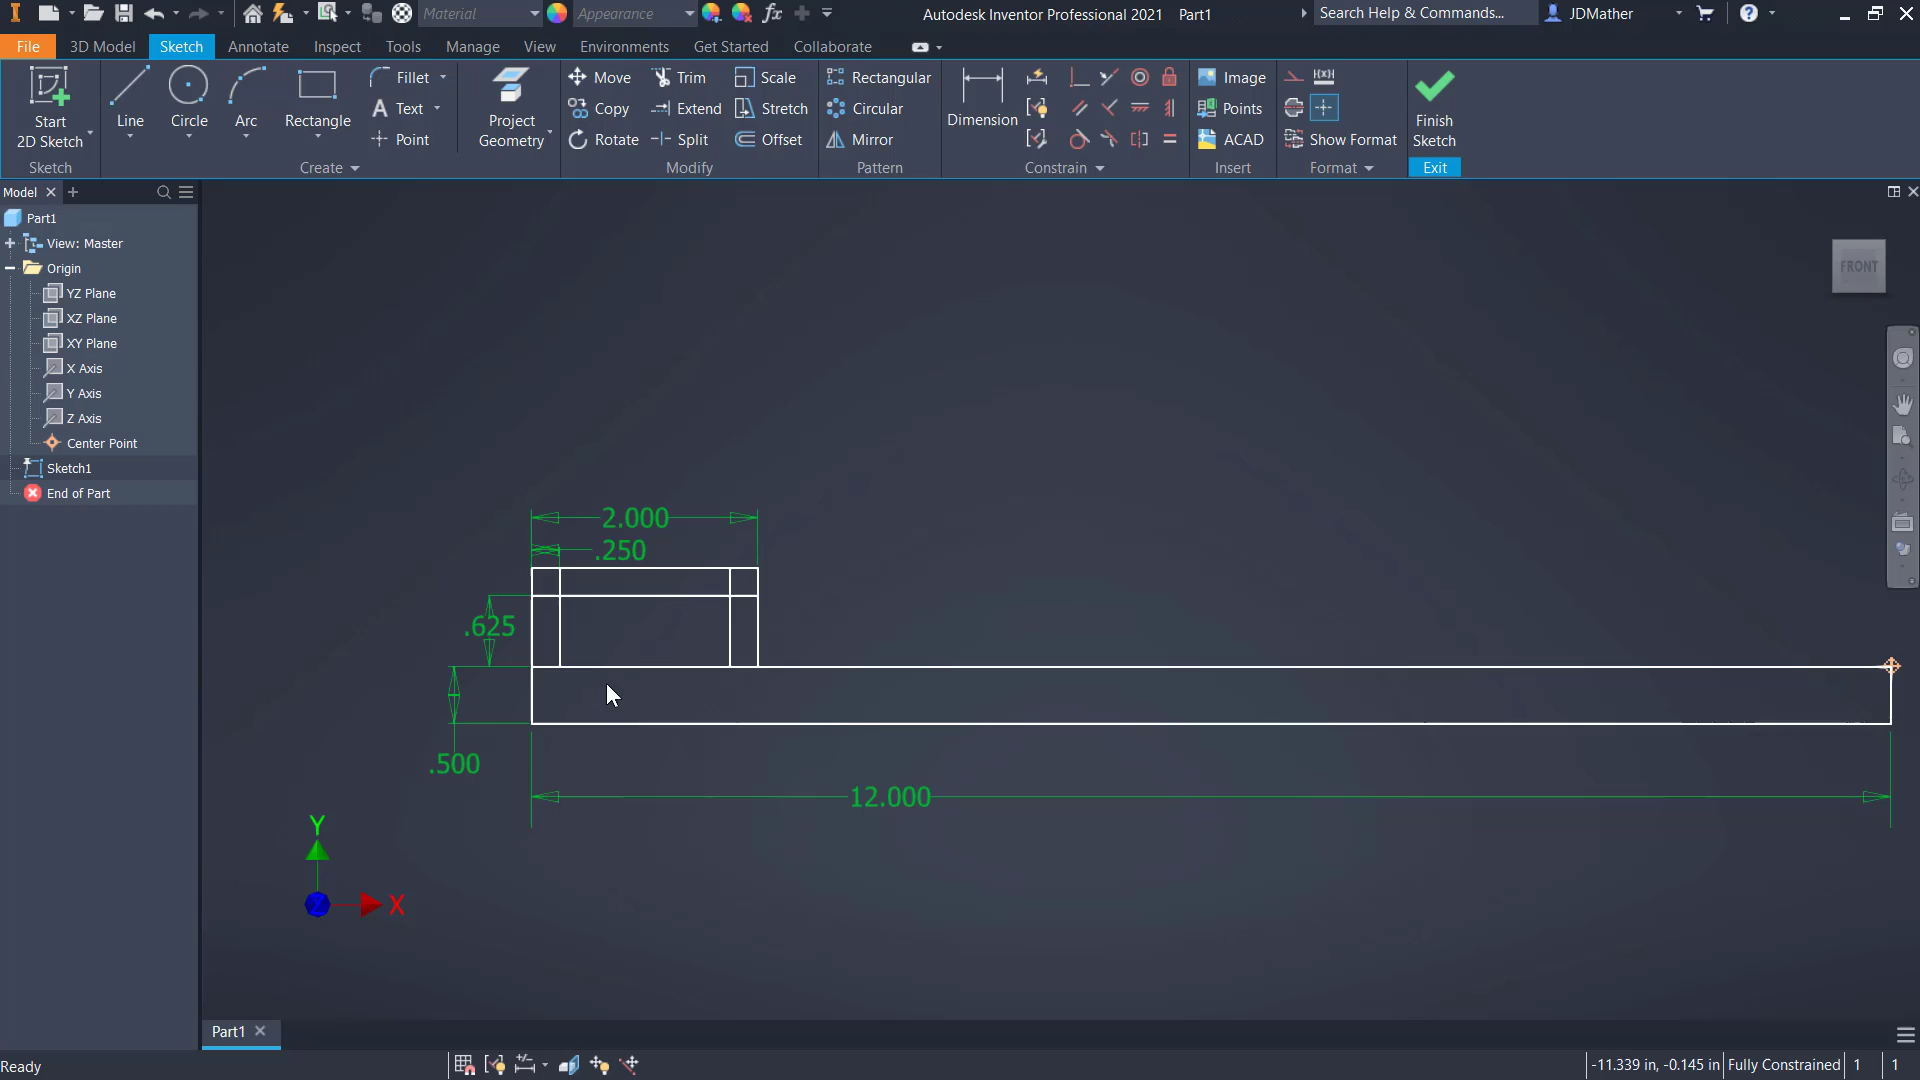 Material
Appearance
fx
Autodesk Inventor Professional 2021 Part1
Search Help & Commands...
JDMather
File 3D Model Sketch Annotate Inspect Tools Manage View Environments Get Started Collaborate
Start
2D Sketch
Sketch
Line
Circle
Arc
Rectangle
Fillet
Text
Point
Create
Project
Geometry
Move
Copy
Rotate
Trim
Extend
Split
Scale
Stretch
Offset
Modify
Rectangular
Circular
Mirror
Pattern
Dimension
Constrain
Image
Points
ACAD
Insert
Show Format
Format
Finish
Sketch
Exit
Model
Part1
View: Master
Origin
YZ Plane
XZ Plane
XY Plane
X Axis
Y Axis
Z Axis
Center Point
Sketch1
End of Part
FRONT
2.000
.250
.625
.500
12.000
Y
Z
X
Part1
Ready
-11.339 in, -0.145 in Fully Constrained 1 1